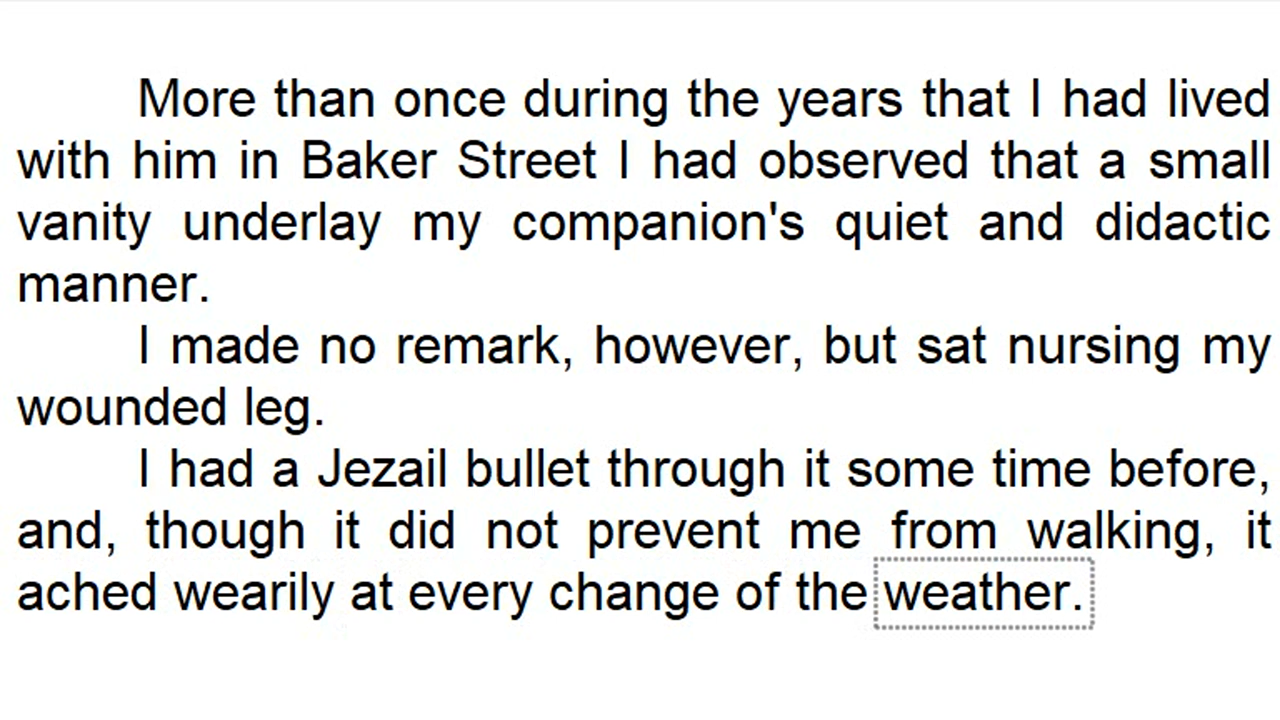 More than once during the years that I had lived
with him in Baker Street I had observed that a small
vanity underlay my companion's quiet and didactic
manner.
I made no remark, however, but sat nursing my
wounded leg.
I had a Jezail bullet through it some time before,
and, though it did not prevent me from walking, it
ached wearily at every change of the weather.